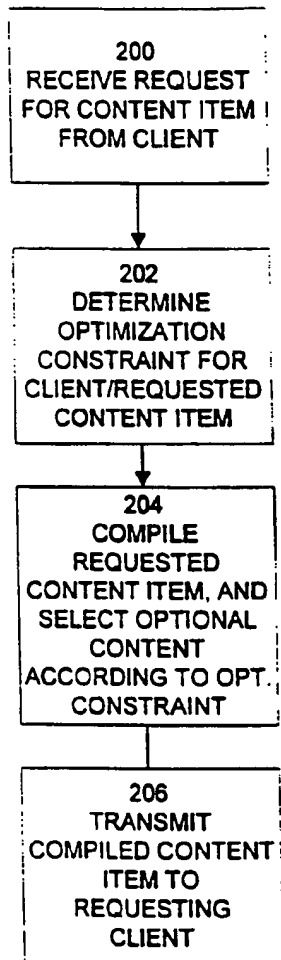 200
RECEIVE REQUEST
FOR CONTENT ITEM
FROM CLIENT
202
DETERMINE
OPTIMIZATION
CONSTRAINT FOR
CLIENT/REQUESTED
CONTENT ITEM
204
COMPILE
REQUESTED
CONTENT ITEM, AND
SELECT OPTIONAL
CONTENT
ACCORDING TO OPT.
CONSTRAINT
206
TRANSMIT
COMPILED CONTENT
ITEM TO
REQUESTING
CLIENT